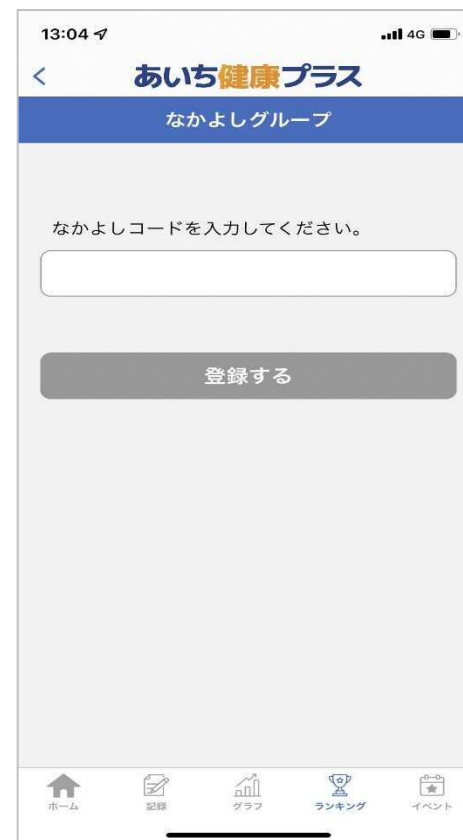 13:04
4G
あいち健康プラス
なかよしグループ
なかよしコードを入力してください。
登録する
ホーム
記録
グラフ
ランキング
イベント